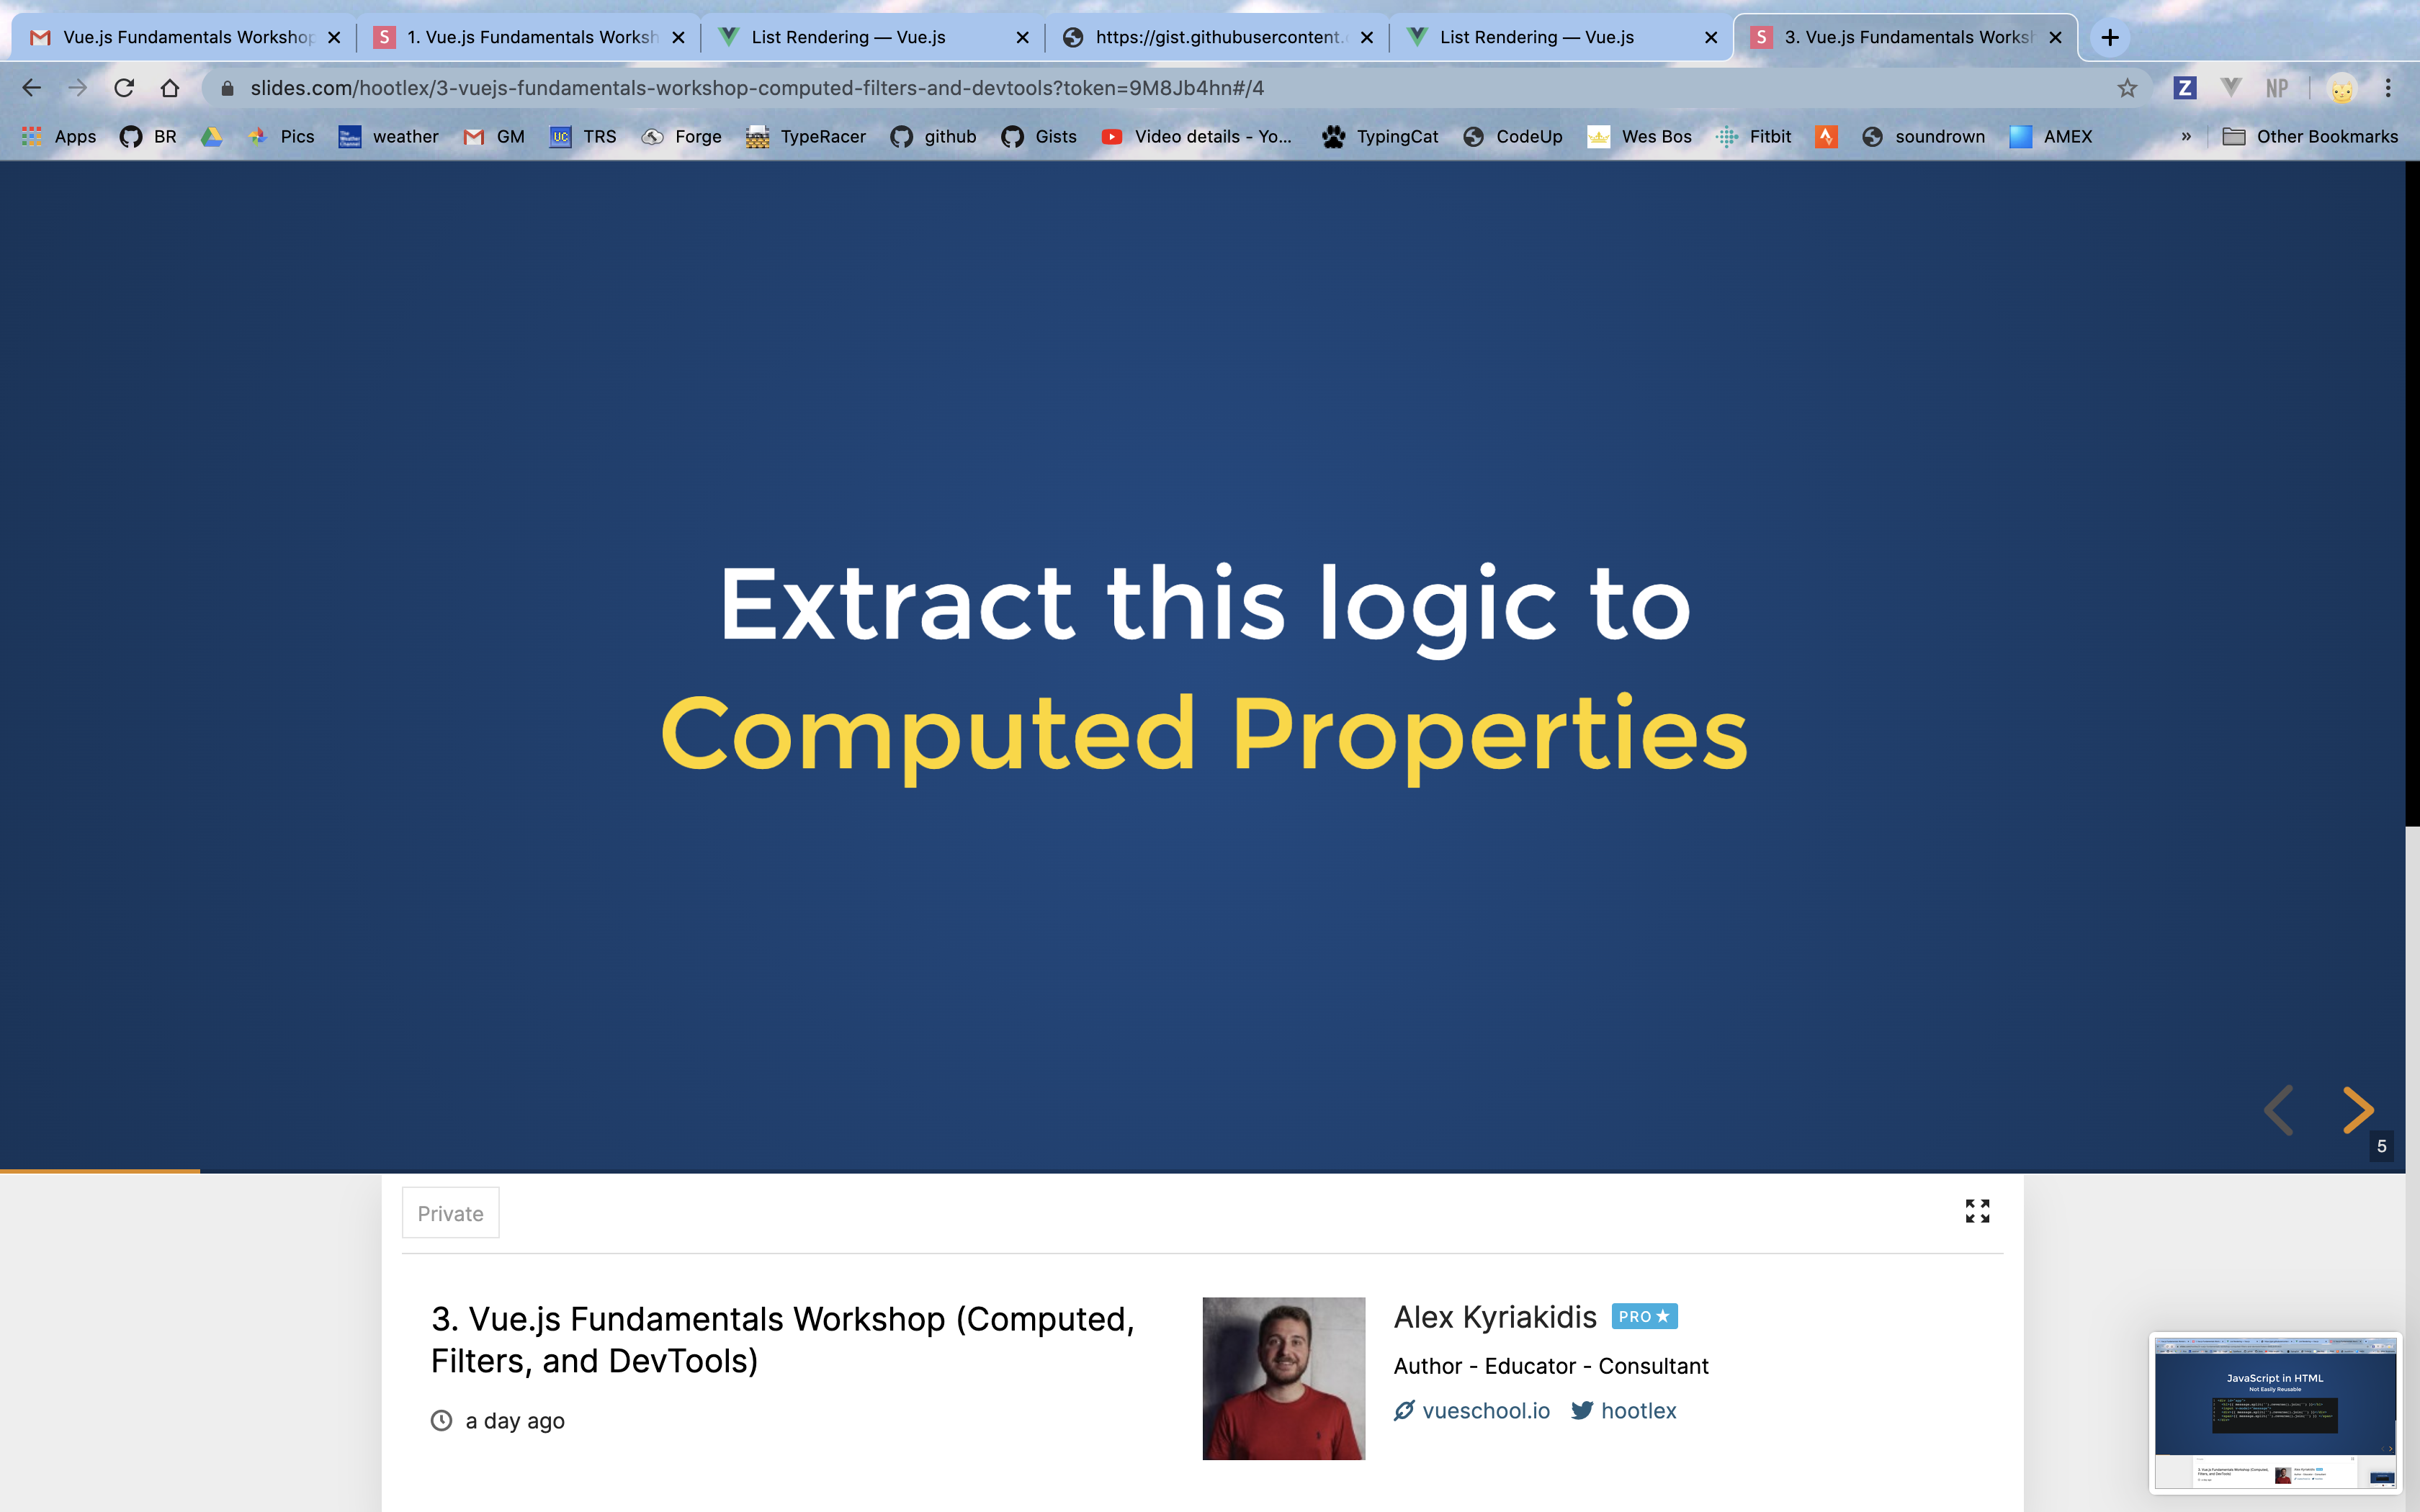 Vue.js Fundamentals Workshop
1. Vue.js Fundamentals Worksh
List Rendering — Vue.js
https://gist.githubusercontent.
List Rendering — Vue.js
3. Vue.js Fundamentals Worksh
slides.com/hootlex/3-vuejs-fundamentals-workshop-computed-filters-and-devtools?token=9M8Jb4hn#/4
Apps BR Pics weather GM TRS Forge TypeRacer github Gists Video details - Yo... TypingCat CodeUp Wes Bos Fitbit soundrown AMEX » Other Bookmarks
Extract this logic to
Computed Properties
5
Private
3. Vue.js Fundamentals Workshop (Computed,
Filters, and DevTools)
a day ago
Alex Kyriakidis PRO
Author - Educator - Consultant
vueschool.io hootlex
JavaScript in HTML
Not Easily Reusable